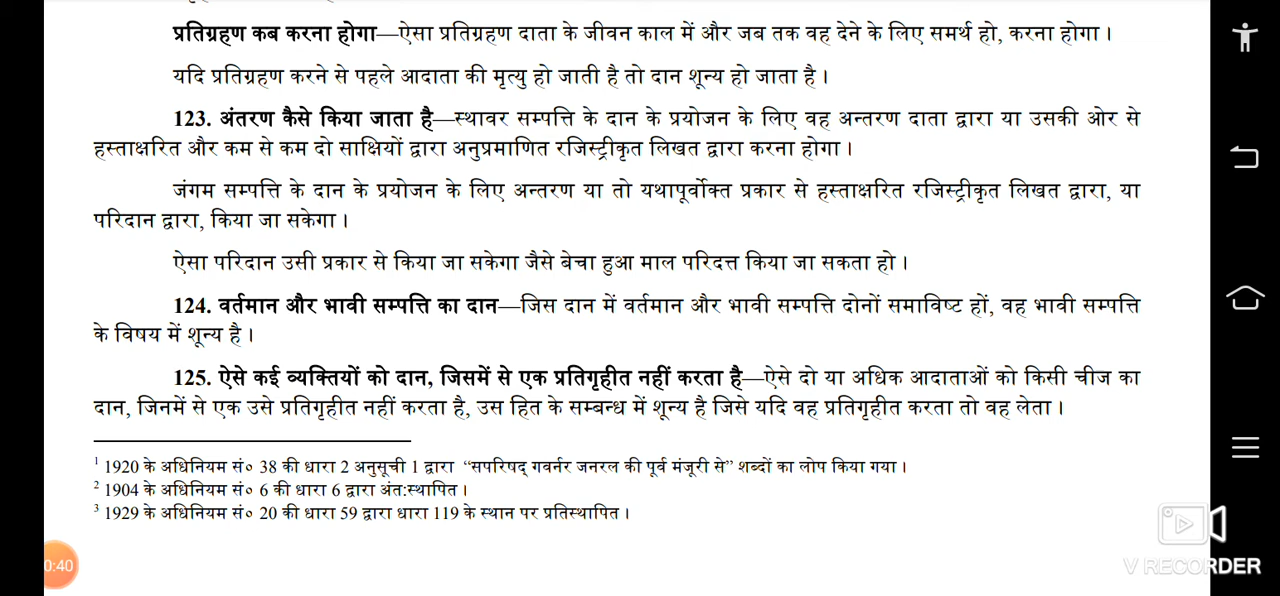 प्रतिग्रहण कब करना होगा—ऐसा प्रतिग्रहण दाता के जीवन काल में और जब तक वह देने के लिए समर्थ हो, करना होगा ।
यदि प्रतिग्रहण करने से पहले आदाता की मृत्यु हो जाती है तो दान शून्य हो जाता है ।
123. अंतरण कैसे किया जाता है—स्थावर सम्पत्ति के दान के प्रयोजन के लिए वह अन्तरण दाता द्वारा या उसकी ओर से
हस्ताक्षरित और कम से कम दो साक्षियों द्वारा अनुप्रमाणित रजिस्ट्रीकृत लिखत द्वारा करना होगा ।
जंगम सम्पत्ति के दान के प्रयोजन के लिए अन्तरण या तो यथापूर्वोक्त प्रकार से हस्ताक्षरित रजिस्ट्रीकृत लिखत द्वारा, या
परिदान द्वारा, किया जा सकेगा ।
ऐसा परिदान उसी प्रकार से किया जा सकेगा जैसे बेचा हुआ माल परिदत्त किया जा सकता हो ।
124. वर्तमान और भावी सम्पत्ति का दान—जिस दान में वर्तमान और भावी सम्पत्ति दोनों समाविष्ट हों, वह भावी सम्पत्ति
के विषय में शून्य है ।
125. ऐसे कई व्यक्तियों को दान, जिसमें से एक प्रतिगृहीत नहीं करता है—ऐसे दो या अधिक आदाताओं को किसी चीज का
दान, जिनमें से एक उसे प्रतिगृहीत नहीं करता है, उस हित के सम्बन्ध में शून्य है जिसे यदि वह प्रतिगृहीत करता तो वह लेता ।
1 1920 के अधिनियम सं० 38 की धारा 2 अनुसूची 1 द्वारा “सपरिषद् गवर्नर जनरल की पूर्व मंजूरी से” शब्दों का लोप किया गया ।
2 1904 के अधिनियम सं० 6 की धारा 6 द्वारा अंत:स्थापित ।
3 1929 के अधिनियम सं० 20 की धारा 59 द्वारा धारा 119 के स्थान पर प्रतिस्थापित ।
0:40
V RECORDER